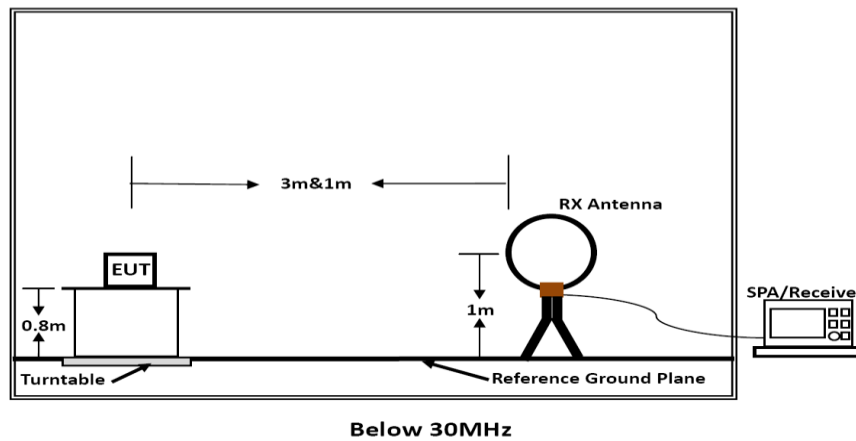 3m&1m
RX Antenna
EUT
SPA/Receive
0.8m
1m
Turntable
Reference Ground Plane
Below 30MHz